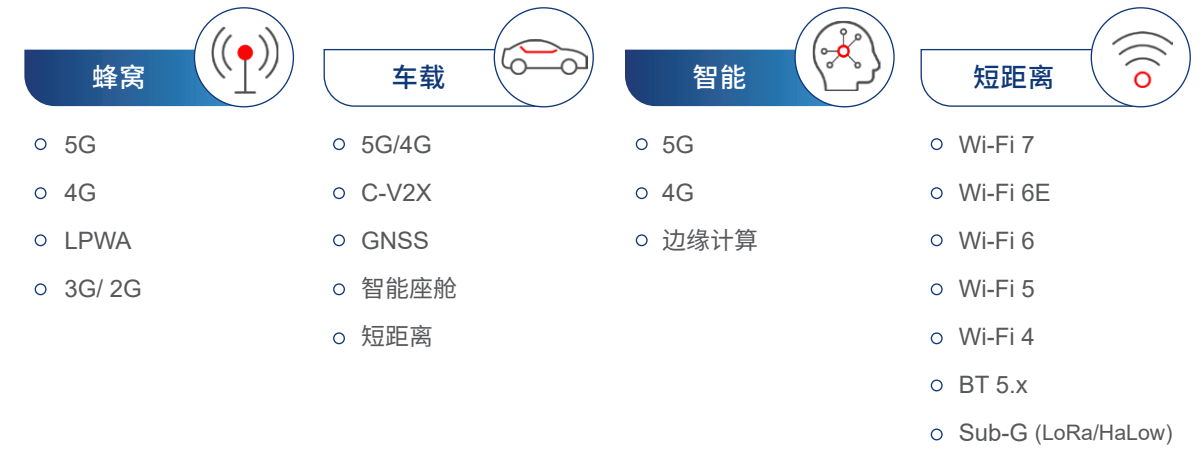 蜂窝
5G
4G
LPWA
3G/ 2G
车载
5G/4G
C-V2X
GNSS
智能座舱
短距离
智能
5G
4G
边缘计算
短距离
Wi-Fi 7
Wi-Fi 6E
Wi-Fi 6
Wi-Fi 5
Wi-Fi 4
BT 5.x
Sub-G (LoRa/HaLow)